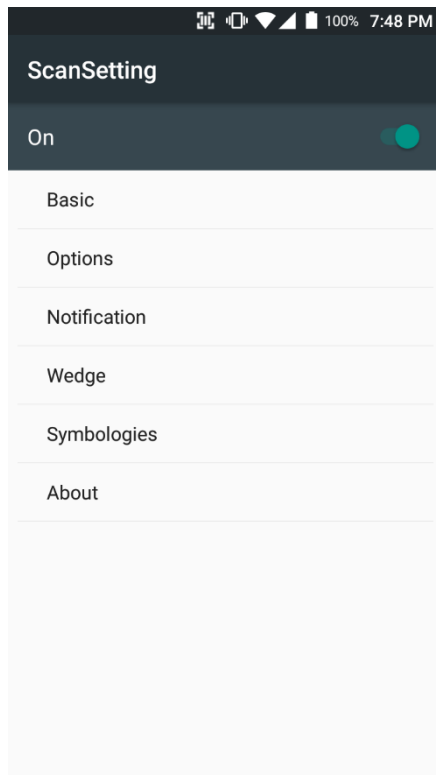 100% 7:48 PM
ScanSetting
On
Basic
Options
Notification
Wedge
Symbologies
About